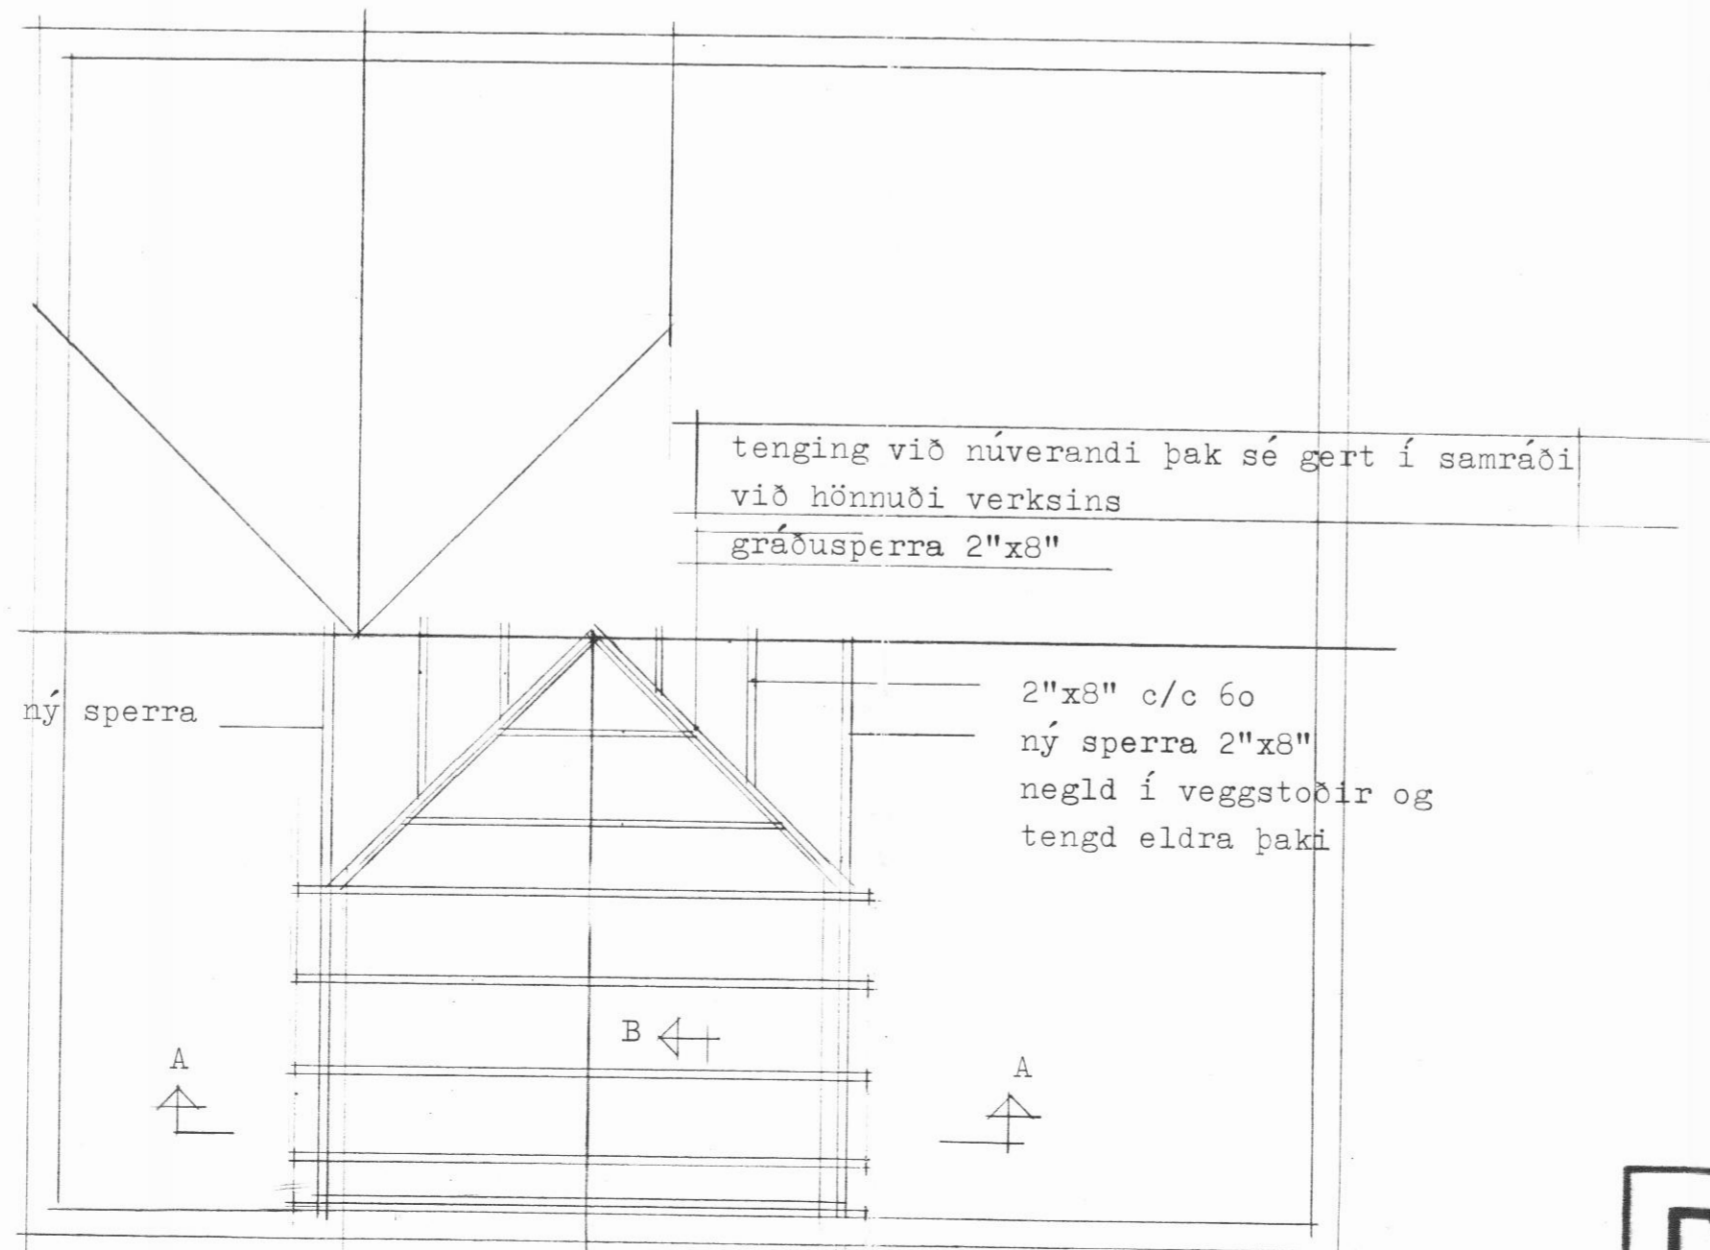 tenging við núverandi þak sé gert í samráði
við hönnuði verksins
gráðusperra 2"x8"
ný sperra
2"x8" c/c 6o
ný sperra 2"x8"
negld í veggstoðir og
tengd eldra þaki
B
A
A